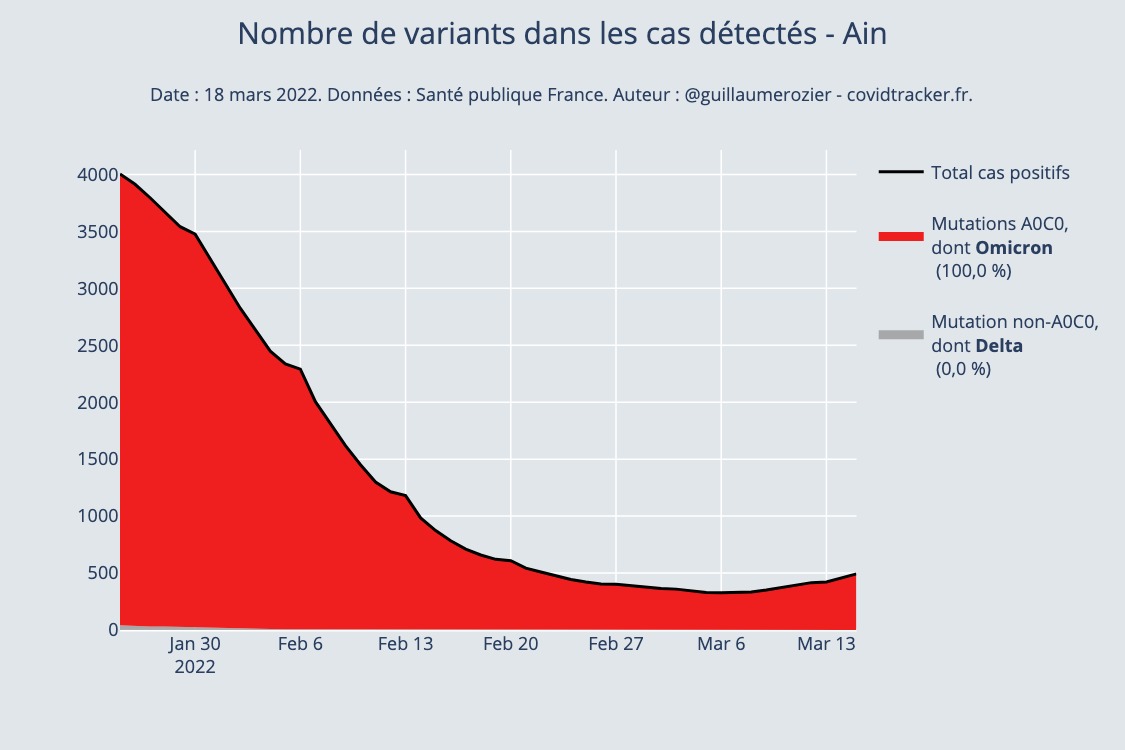 Nombre de variants dans les cas détectés - Ain
Date : 18 mars 2022. Données : Santé publique France. Auteur : @guillaumerozier - covidtracker.fr.
4000
3500
3000
2500
2000
1500
1000
500
0
Jan 30
2022
Feb 6
Feb 13
Feb 20
Feb 27
Mar 6
Mar 13
Total cas positifs
Mutations A0C0,
dont Omicron
(100,0 %)
Mutation non-A0C0,
dont Delta
(0,0 %)